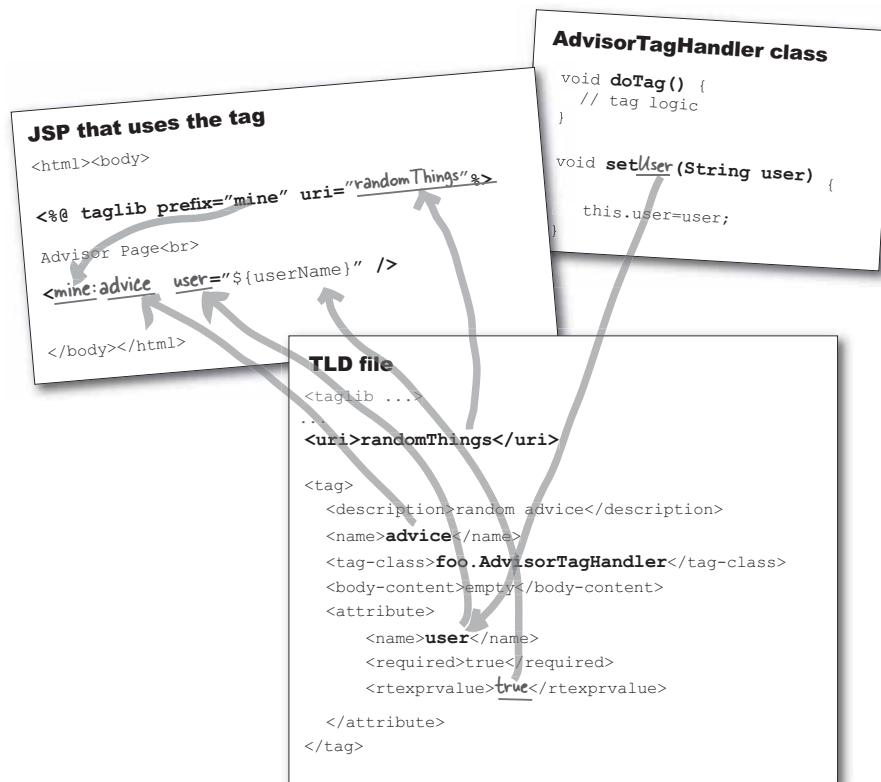 JSP that uses the tag
<html><body>
<%@ taglib prefix="mine" uri="randomThings"%>
Advisor Page<br>
<mine:advice user="${userName}" />
</body></html>
AdvisorTagHandler class
void doTag() {
// tag logic
}
void setUser(String user) {
this.user=user;
}
TLD file
<taglib ...>
...
<uri>randomThings</uri>
<tag>
<description>random advice</description>
<name>advice</name>
<tag-class>foo.AdvisorTagHandler</tag-class>
<body-content>empty</body-content>
<attribute>
<name>user</name>
<required>true</required>
<rtexprvalue>true</rtexprvalue>
</attribute>
</tag>